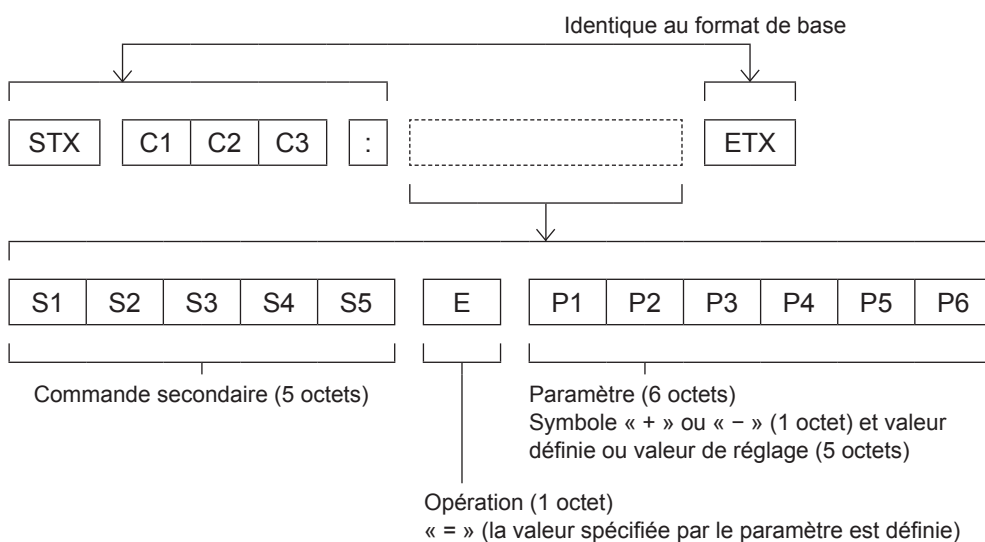 Identique au format de base
STX C1 C2 C3 : ETX
S1 S2 S3 S4 S5 E P1 P2 P3 P4 P5 P6
Commande secondaire (5 octets)
Paramètre (6 octets)
Symbole « + » ou « − » (1 octet) et valeur
définie ou valeur de réglage (5 octets)
Opération (1 octet)
« = » (la valeur spécifiée par le paramètre est définie)